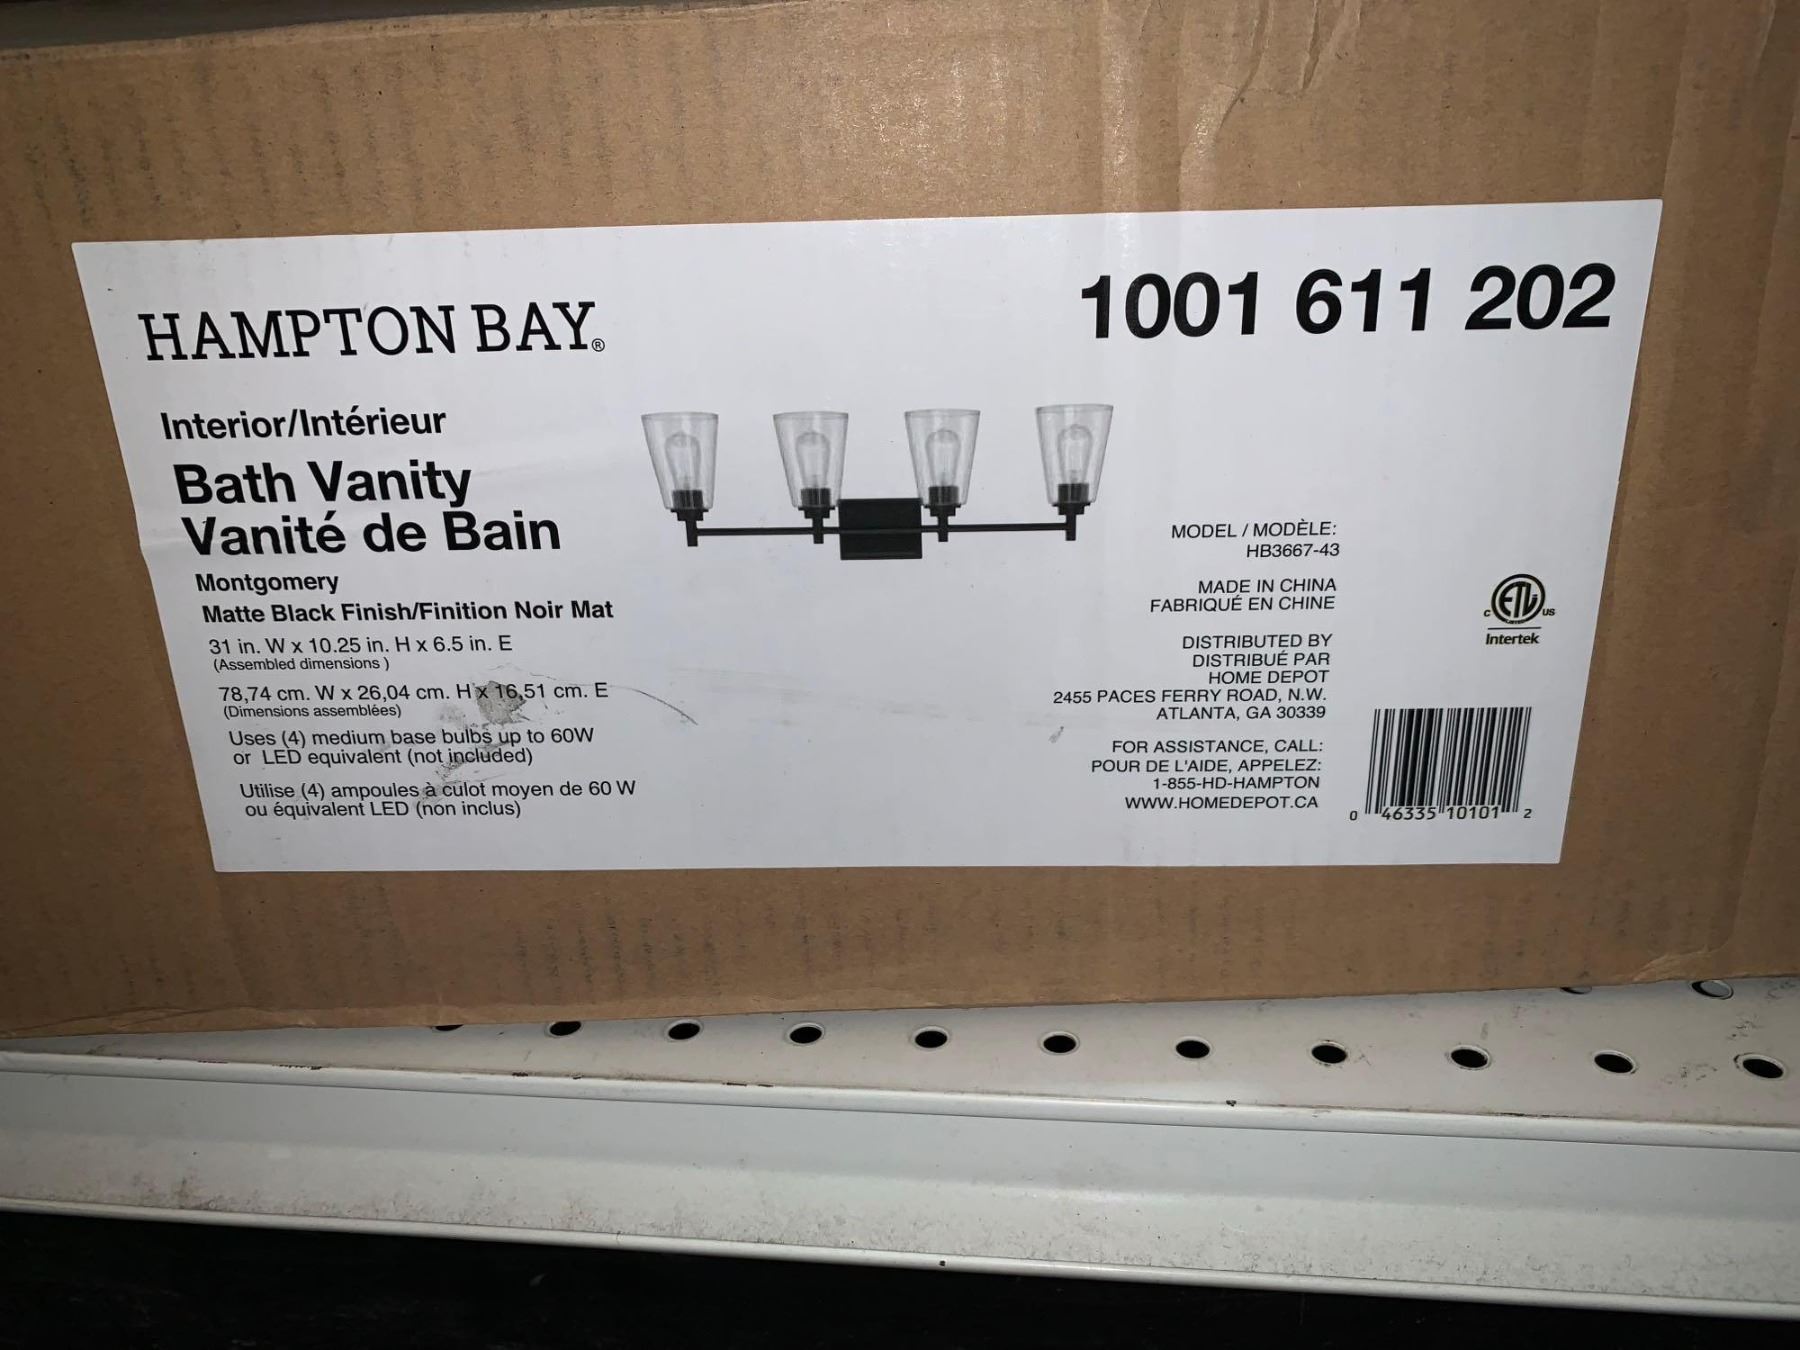 HAMPTON BAY®
1001 611 202
Interior/Intérieur
Bath Vanity
Vanité de Bain
Montgomery
Matte Black Finish/Finition Noir Mat
31 in. W x 10.25 in. H x 6.5 in. E
(Assembled dimensions )
78,74 cm. W x 26,04 cm. H x 16,51 cm. E
(Dimensions assemblées)
Uses (4) medium base bulbs up to 60W
or LED equivalent (not included)
Utilise (4) ampoules à culot moyen de 60 W
ou équivalent LED (non inclus)
MODEL / MODÈLE:
HB3667-43
MADE IN CHINA
FABRIQUÉ EN CHINE
DISTRIBUTED BY
DISTRIBUÉ PAR
HOME DEPOT
2455 PACES FERRY ROAD, N.W.
ATLANTA, GA 30339
FOR ASSISTANCE, CALL:
POUR DE L'AIDE, APPELEZ:
1-855-HD-HAMPTON
WWW.HOMEDEPOT.CA
C ETL US
Intertek
0 46335 10101 2